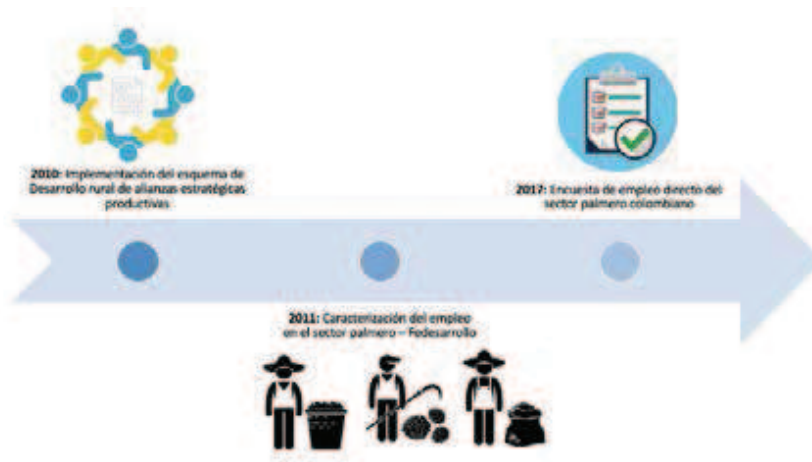 2010: Implementación del esquema de
Desarrollo rural de alianzas estratégicas
productivas
2017: Encuesta de empleo directo del
sector palmero colombiano
2011: Caracterización del empleo
en el sector palmero – Fedesarrollo